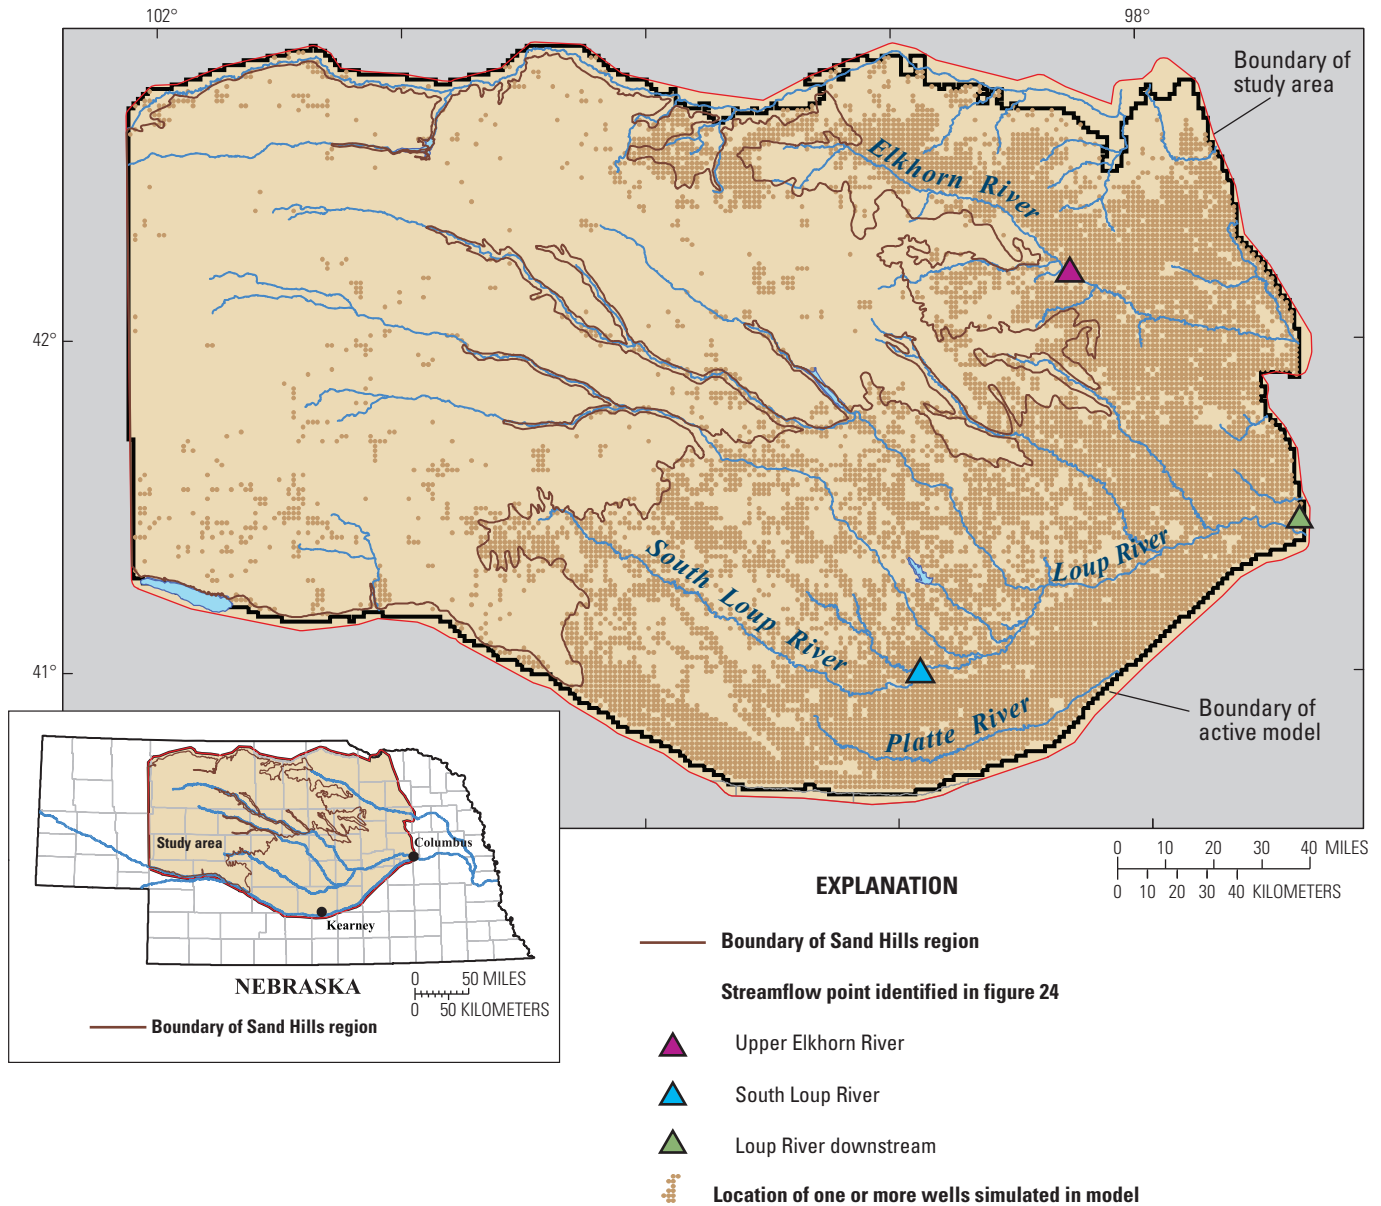 102°
98°
Boundary of
study area
Elkhorn River
42°
South Loup River
Loup River
41°
Platte River
Boundary of
active model
Study area
Columbus
Kearney
NEBRASKA
0 50 MILES
0 50 KILOMETERS
Boundary of Sand Hills region
0 10 20 30 40 MILES
0 10 20 30 40 KILOMETERS
EXPLANATION
Boundary of Sand Hills region
Streamflow point identified in figure 24
Upper Elkhorn River
South Loup River
Loup River downstream
Location of one or more wells simulated in model